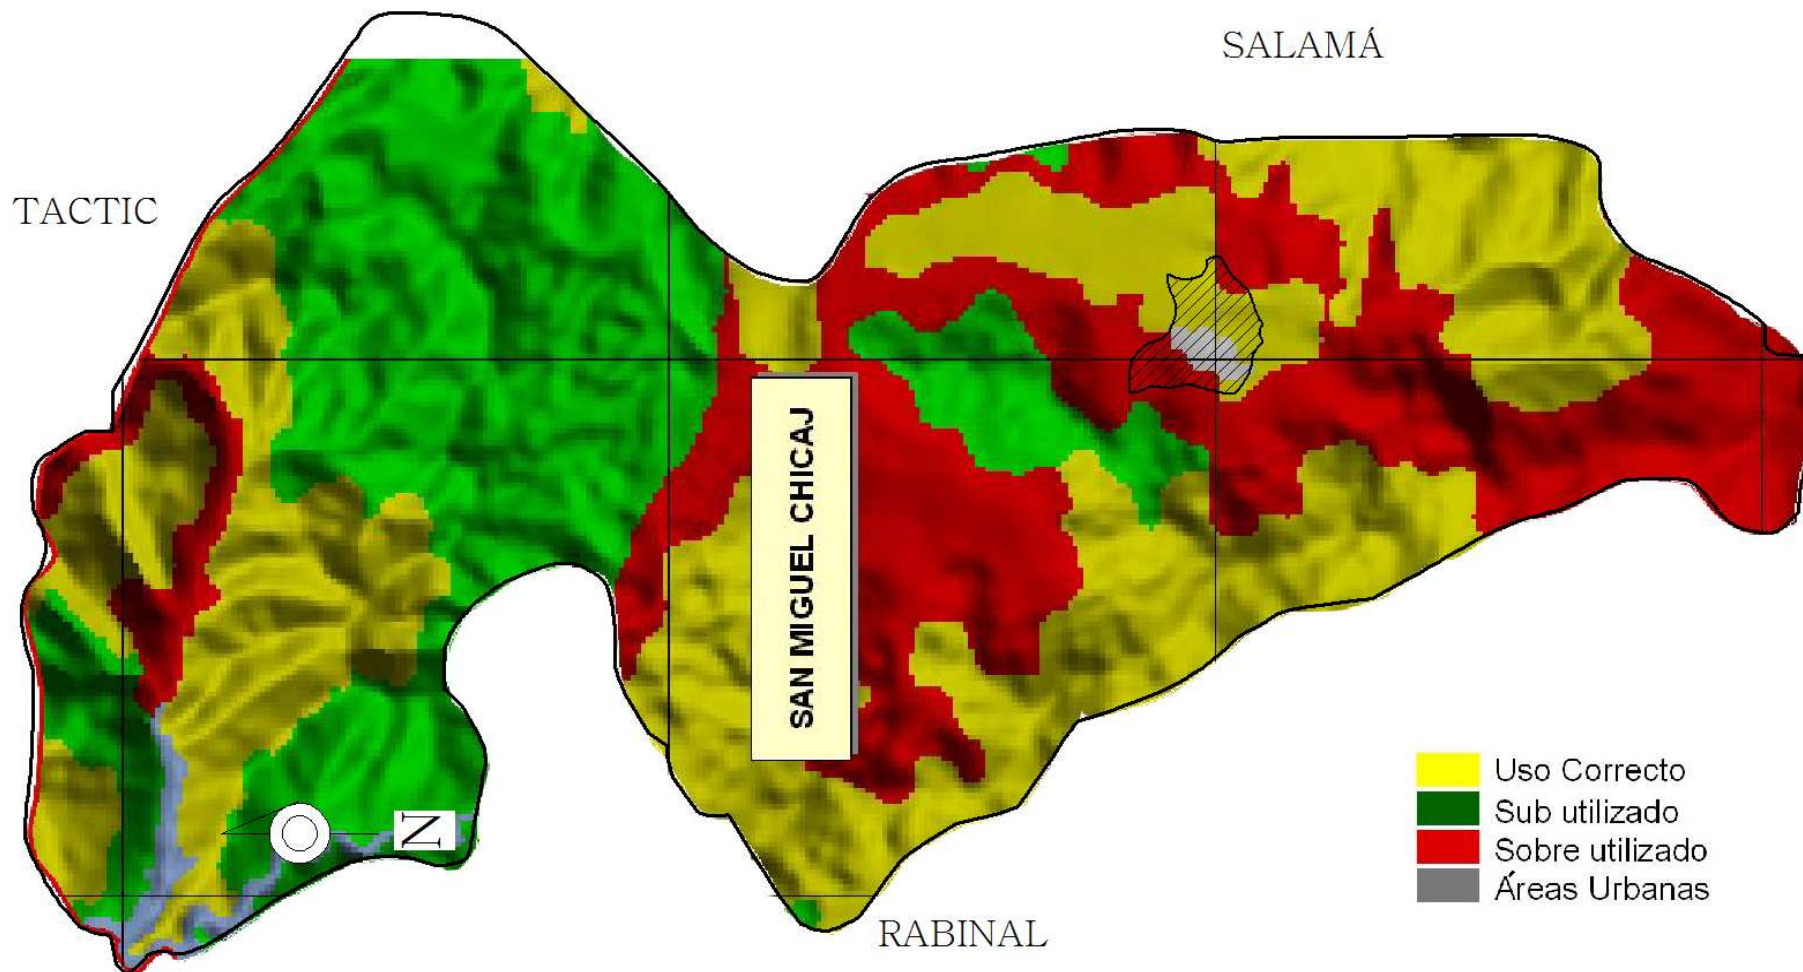 SALAMÁ
TACTIC
SAN MIGUEL CHICAJ
Uso Correcto
Sub utilizado
Sobre utilizado
Áreas Urbanas
N
RABINAL